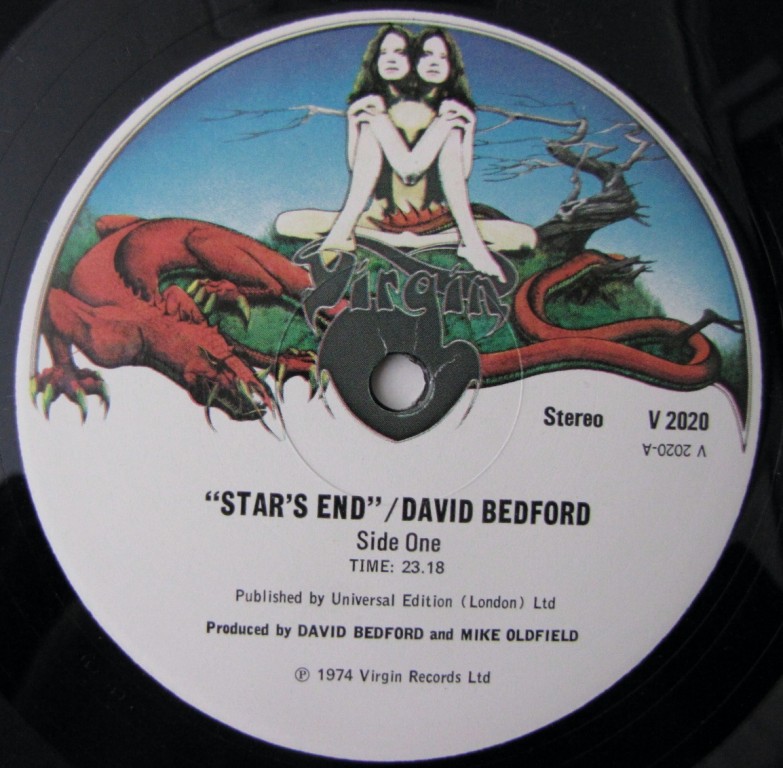 Virgin
Stereo V 2020
V 2020-A
“STAR'S END”/DAVID BEDFORD
Side One
TIME: 23.18
Published by Universal Edition (London) Ltd
Produced by DAVID BEDFORD and MIKE OLDFIELD
℗ 1974 Virgin Records Ltd